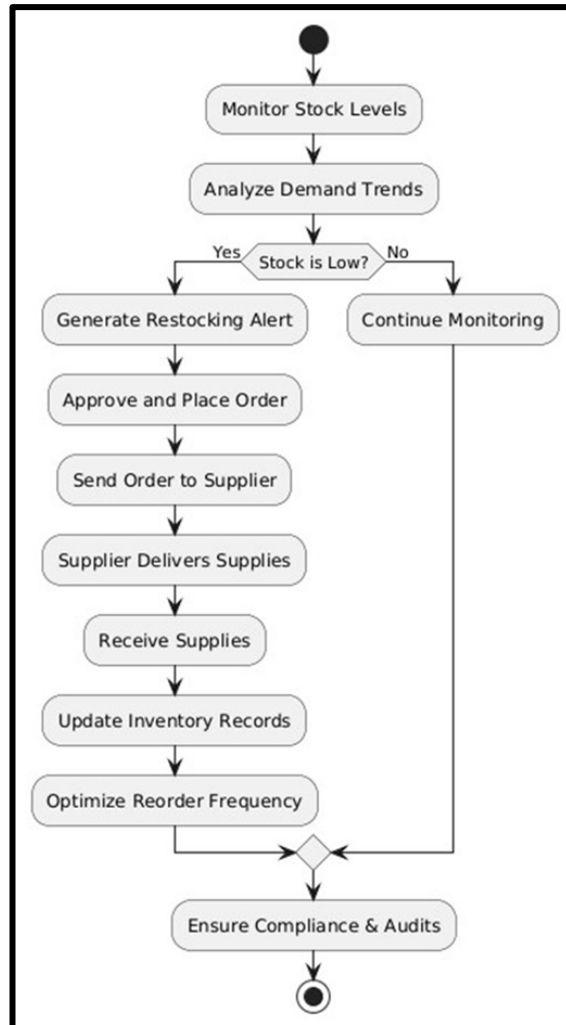 Monitor Stock Levels
Analyze Demand Trends
Yes
Stock is Low?
No
Generate Restocking Alert
Continue Monitoring
Approve and Place Order
Send Order to Supplier
Supplier Delivers Supplies
Receive Supplies
Update Inventory Records
Optimize Reorder Frequency
Ensure Compliance & Audits